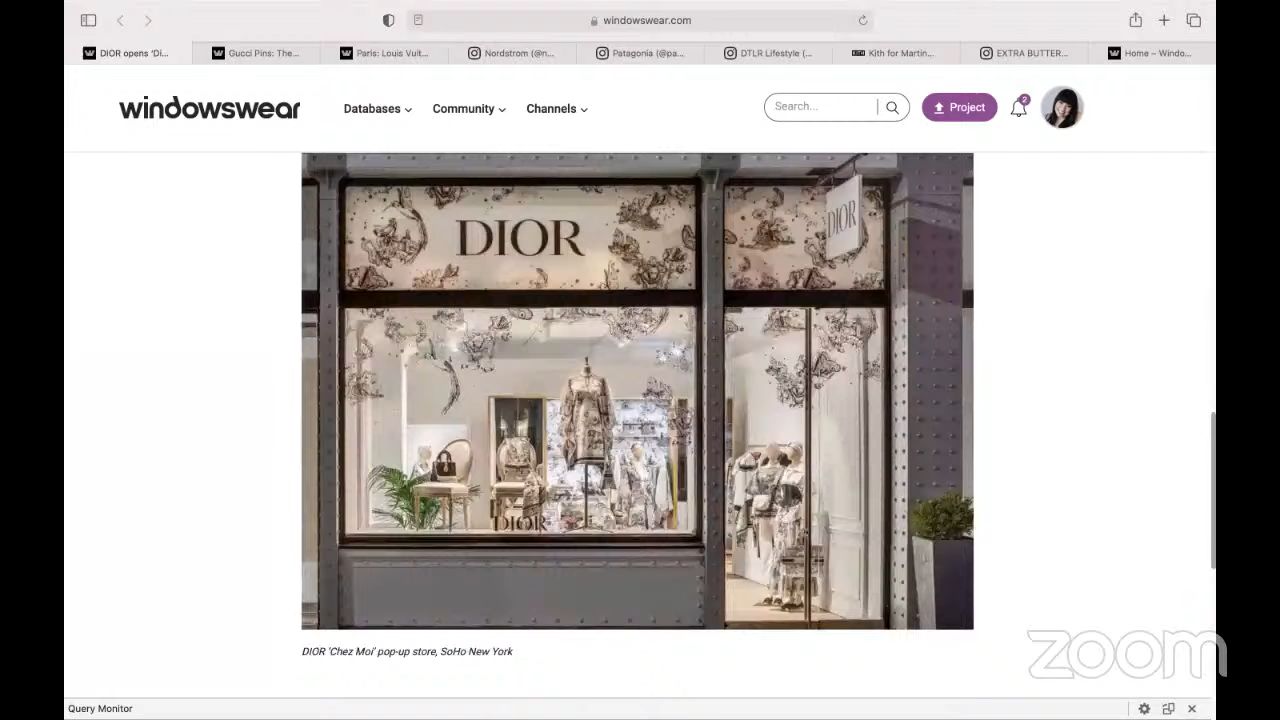 windowswear.com
DIOR opens 'Di...
Gucci Pins: The...
Paris: Louis Vuit...
Nordstrom (@n...
Patagonia (@pa...
DTLR Lifestyle (...
Kith for Martin...
EXTRA BUTTER...
Home – Windo...
windowswear
Databases
Community
Channels
Search...
Project
2
DIOR
DIOR
DIOR
DIOR 'Chez Moi' pop-up store, SoHo New York
zoom
Query Monitor